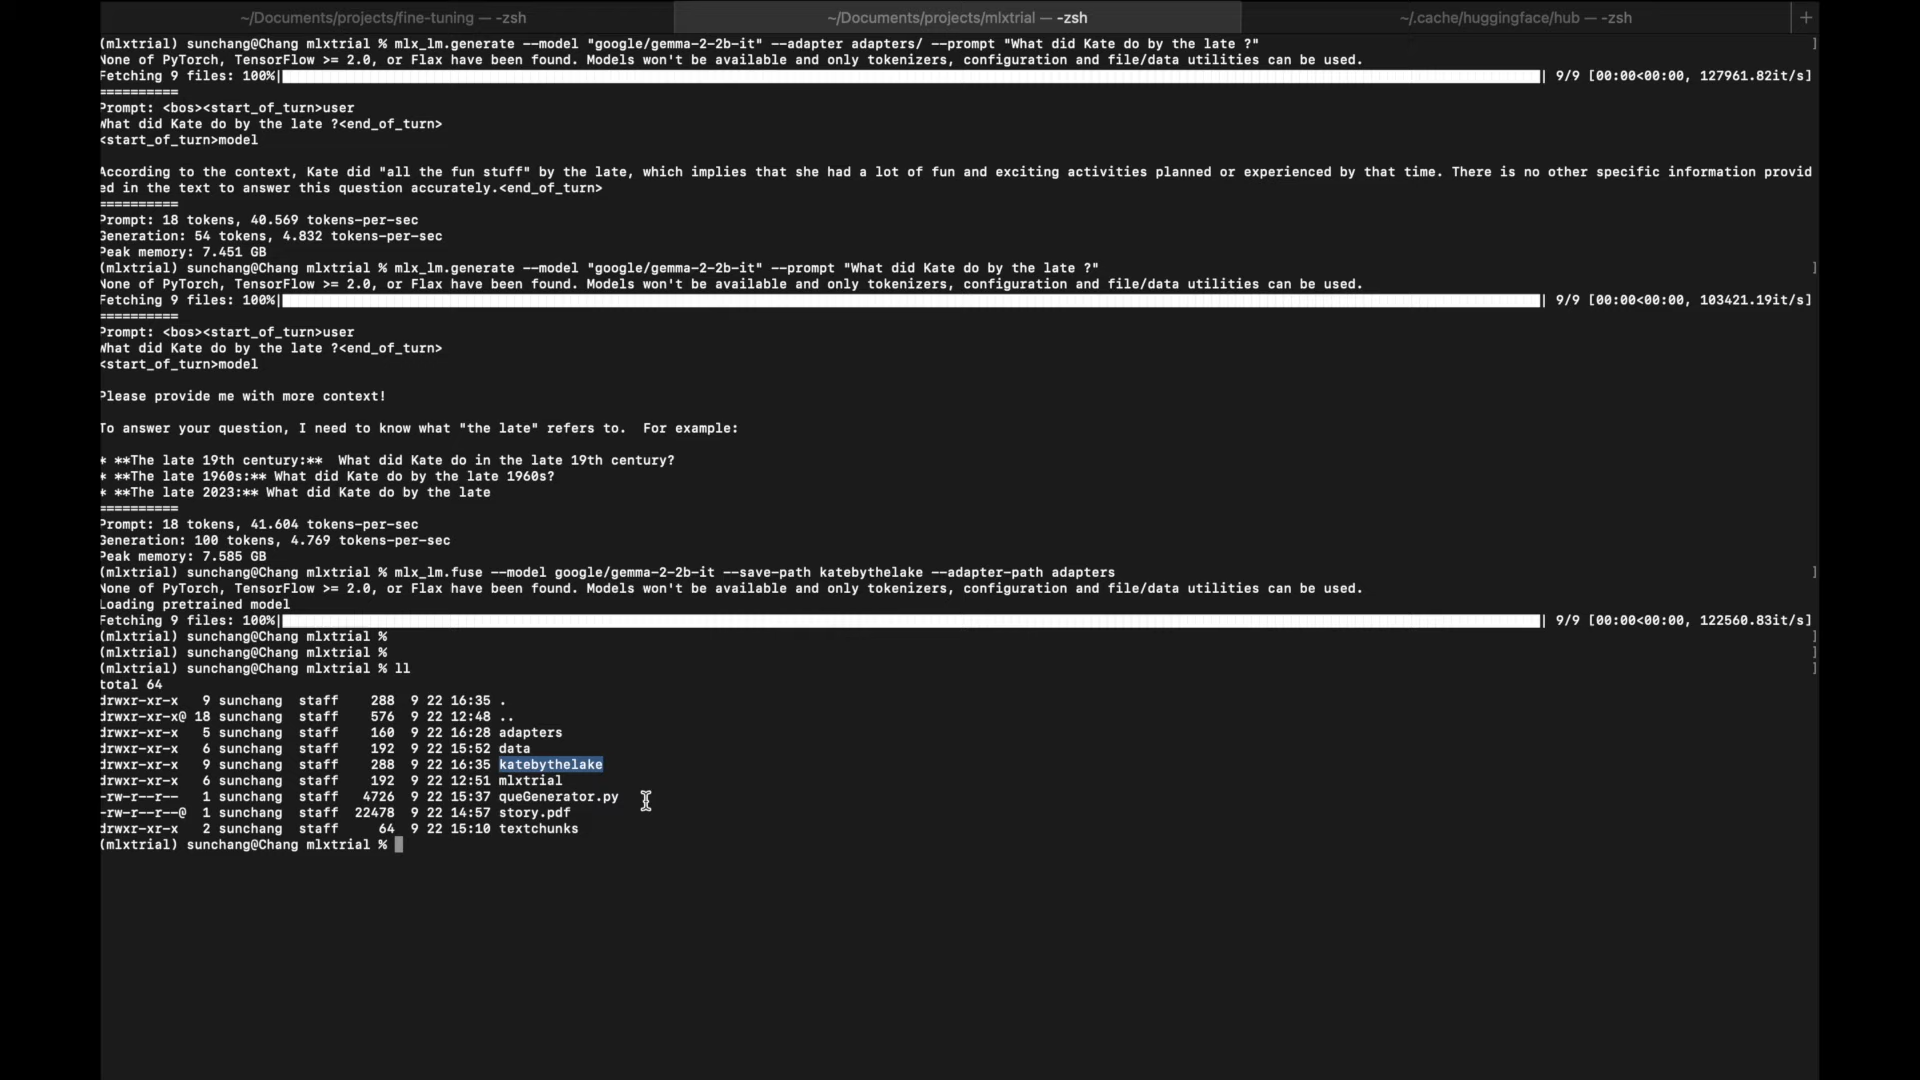 ~/Documents/projects/fine-tuning — -zsh
~/Documents/projects/mlxtrial — -zsh
~/.cache/huggingface/hub — -zsh
+
(mlxtrial) sunchang@Chang mlxtrial % mlx_lm.generate --model "google/gemma-2-2b-it" --adapter adapters/ --prompt "What did Kate do by the late ?" ]
None of PyTorch, TensorFlow >= 2.0, or Flax have been found. Models won't be available and only tokenizers, configuration and file/data utilities can be used.
Fetching 9 files: 100%| | 9/9 [00:00<00:00, 127961.82it/s]
==========
Prompt: <bos><start_of_turn>user
What did Kate do by the late ?<end_of_turn>
<start_of_turn>model
According to the context, Kate did "all the fun stuff" by the late, which implies that she had a lot of fun and exciting activities planned or experienced by that time. There is no other specific information provid
ed in the text to answer this question accurately.<end_of_turn>
==========
Prompt: 18 tokens, 40.569 tokens-per-sec
Generation: 54 tokens, 4.832 tokens-per-sec
Peak memory: 7.451 GB
(mlxtrial) sunchang@Chang mlxtrial % mlx_lm.generate --model "google/gemma-2-2b-it" --prompt "What did Kate do by the late ?" ]
None of PyTorch, TensorFlow >= 2.0, or Flax have been found. Models won't be available and only tokenizers, configuration and file/data utilities can be used.
Fetching 9 files: 100%| | 9/9 [00:00<00:00, 103421.19it/s]
==========
Prompt: <bos><start_of_turn>user
What did Kate do by the late ?<end_of_turn>
<start_of_turn>model
Please provide me with more context!
To answer your question, I need to know what "the late" refers to.  For example:
* **The late 19th century:**  What did Kate do in the late 19th century?
* **The late 1960s:** What did Kate do by the late 1960s?
* **The late 2023:** What did Kate do by the late
==========
Prompt: 18 tokens, 41.604 tokens-per-sec
Generation: 100 tokens, 4.769 tokens-per-sec
Peak memory: 7.585 GB
(mlxtrial) sunchang@Chang mlxtrial % mlx_lm.fuse --model google/gemma-2-2b-it --save-path katebythelake --adapter-path adapters ]
None of PyTorch, TensorFlow >= 2.0, or Flax have been found. Models won't be available and only tokenizers, configuration and file/data utilities can be used.
Loading pretrained model
Fetching 9 files: 100%| | 9/9 [00:00<00:00, 122560.83it/s]
(mlxtrial) sunchang@Chang mlxtrial % ]
(mlxtrial) sunchang@Chang mlxtrial % ]
(mlxtrial) sunchang@Chang mlxtrial % ll ]
total 64
drwxr-xr-x   9 sunchang  staff    288  9 22 16:35 .
drwxr-xr-x@ 18 sunchang  staff    576  9 22 12:48 ..
drwxr-xr-x   5 sunchang  staff    160  9 22 16:28 adapters
drwxr-xr-x   6 sunchang  staff    192  9 22 15:52 data
drwxr-xr-x   9 sunchang  staff    288  9 22 16:35 katebythelake
drwxr-xr-x   6 sunchang  staff    192  9 22 12:51 mlxtrial
-rw-r--r--   1 sunchang  staff   4726  9 22 15:37 queGenerator.py
-rw-r--r--@  1 sunchang  staff  22478  9 22 14:57 story.pdf
drwxr-xr-x   2 sunchang  staff     64  9 22 15:10 textchunks
(mlxtrial) sunchang@Chang mlxtrial %